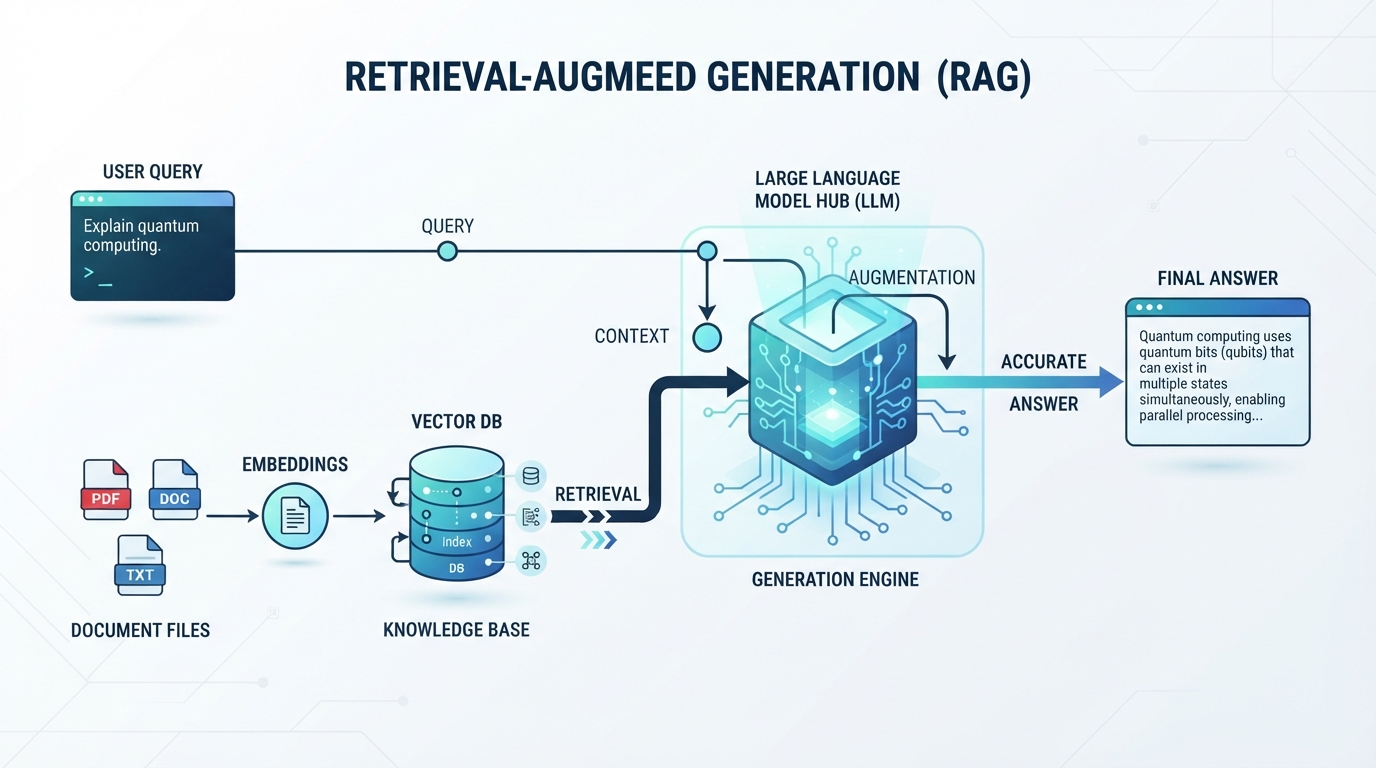 RETRIEVAL-AUGMEED GENERATION (RAG)
USER QUERY
Explain quantum
computing.
>_
QUERY
LARGE LANGUAGE
MODEL HUB (LLM)
AUGMENTATION
CONTEXT
FINAL ANSWER
Quantum computing uses
quantum bits (qubits) that
can exist in
multiple states
simultaneously, enabling
parallel processing...
ACCURATE
ANSWER
VECTOR DB
EMBEDDINGS
RETRIEVAL
PDF
DOC
TXT
Index
DB
GENERATION ENGINE
DOCUMENT FILES
KNOWLEDGE BASE